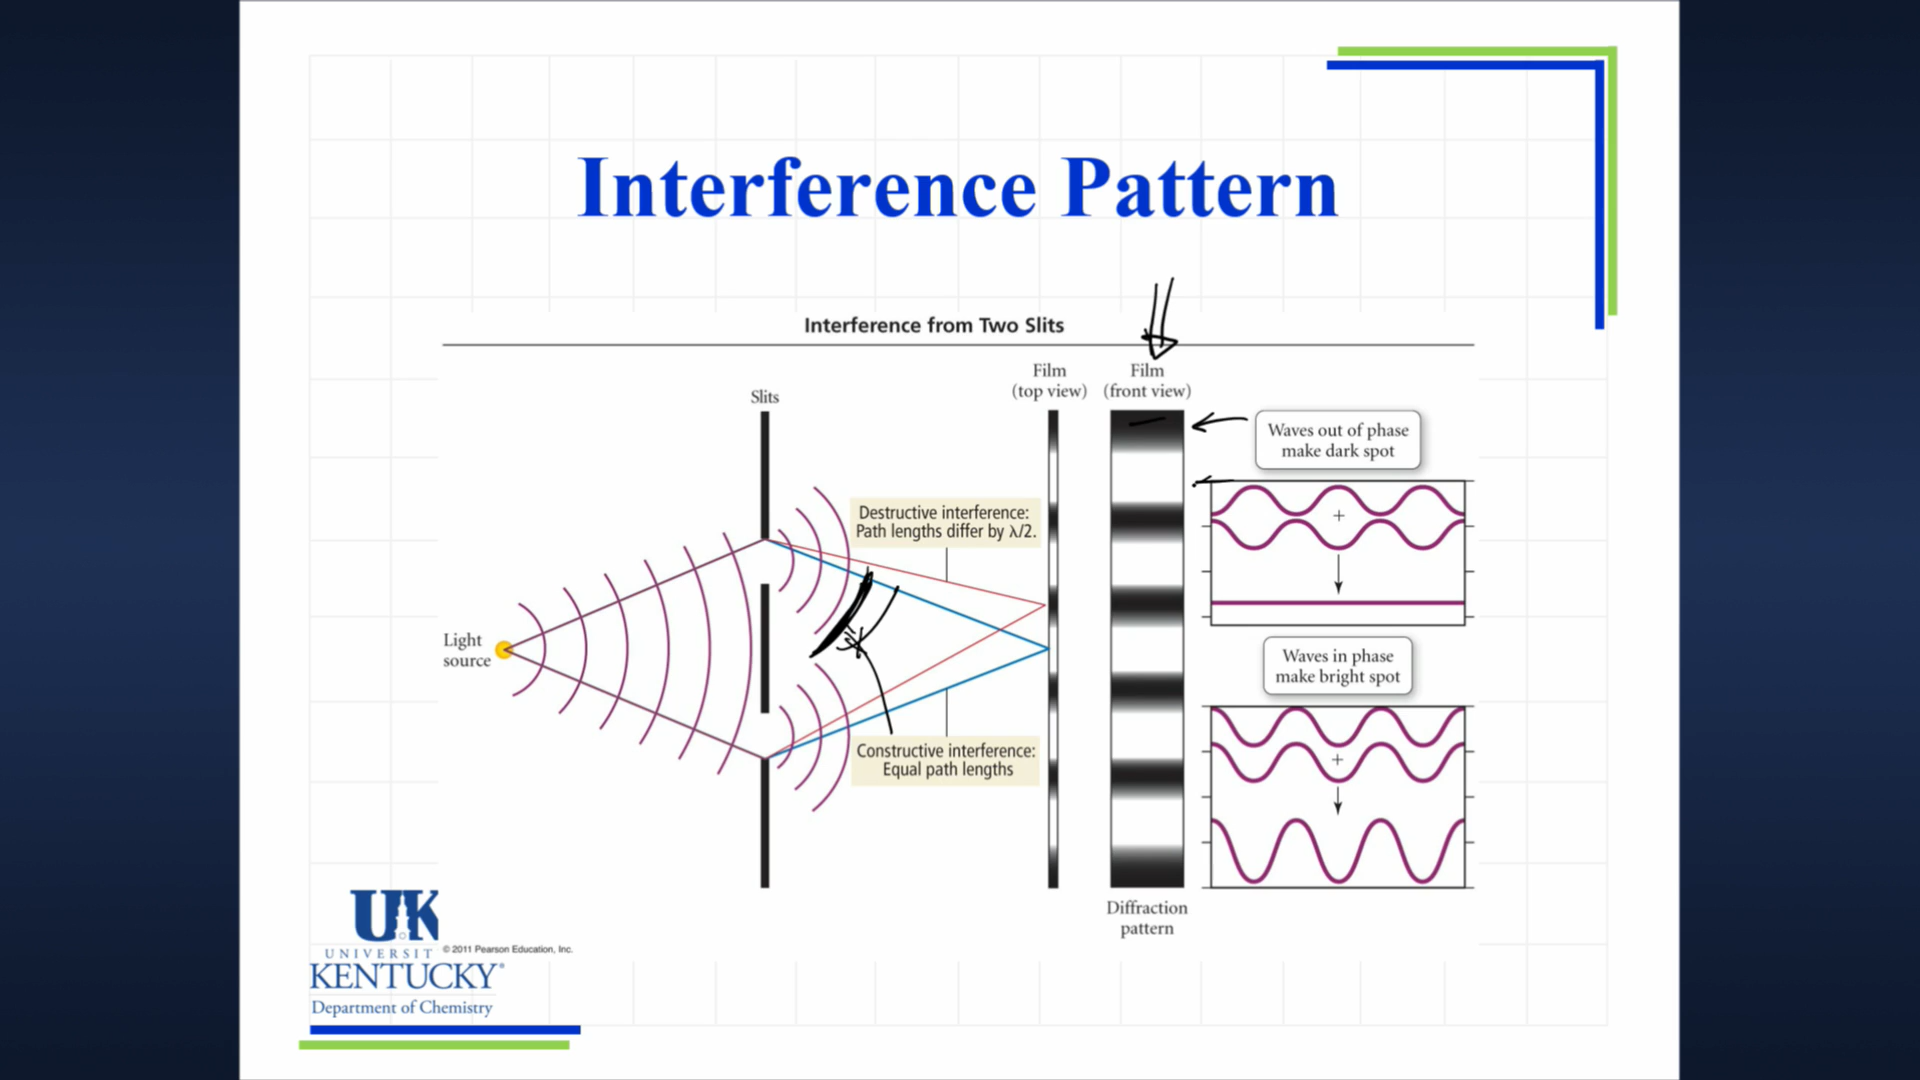 Interference Pattern
Interference from Two Slits
Slits
Film
(top view)
Film
(front view)
Waves out of phase
make dark spot
Destructive interference:
Path lengths differ by λ/2.
+
Light
source
Waves in phase
make bright spot
Constructive interference:
Equal path lengths
+
Diffraction
pattern
UK
© 2011 Pearson Education, Inc.
UNIVERSIT
KENTUCKY®
Department of Chemistry